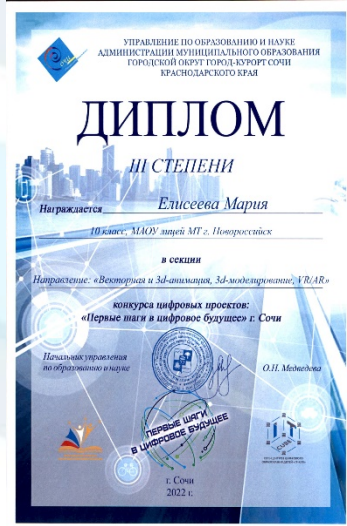 УПРАВЛЕНИЕ ПО ОБРАЗОВАНИЮ И НАУКЕ
АДМИНИСТРАЦИИ МУНИЦИПАЛЬНОГО ОБРАЗОВАНИЯ
ГОРОДСКОЙ ОКРУГ ГОРОД-КУРОРТ СОЧИ
КРАСНОДАРСКОГО КРАЯ
ДИПЛОМ
III СТЕПЕНИ
Награждается Елисеева Мария
10 класс, МАОУ лицей МТ г. Новороссийск
в секции
Направление: «Векторная и 3d-анимация, 3d-моделирование, VR/AR»
конкурса цифровых проектов:
«Первые шаги в цифровое будущее» г. Сочи
Начальник управления
по образованию и науке
О.Н. Медведева
ПЕРВЫЕ ШАГИ
В ЦИФРОВОЕ БУДУЩЕЕ
г. Сочи
2022 г.